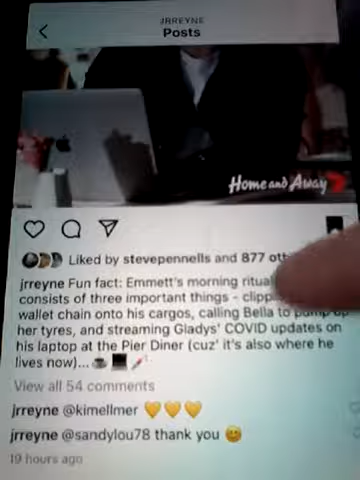 JRREYNE
Posts
Home and Away
Liked by stevepennells and 877
jrreyne Fun fact: Emmett's morning ritual
consists of three important things -
wallet chain onto his cargos, calling Bella to pump up
her tyres, and streaming Gladys' COVID updates on
his laptop at the Pier Diner (cuz' it's also where he
lives now)...☕💻💉
View all 54 comments
jrreyne @kimellmer 💛💛💛
jrreyne @sandylou78 thank you 😊
19 hours ago